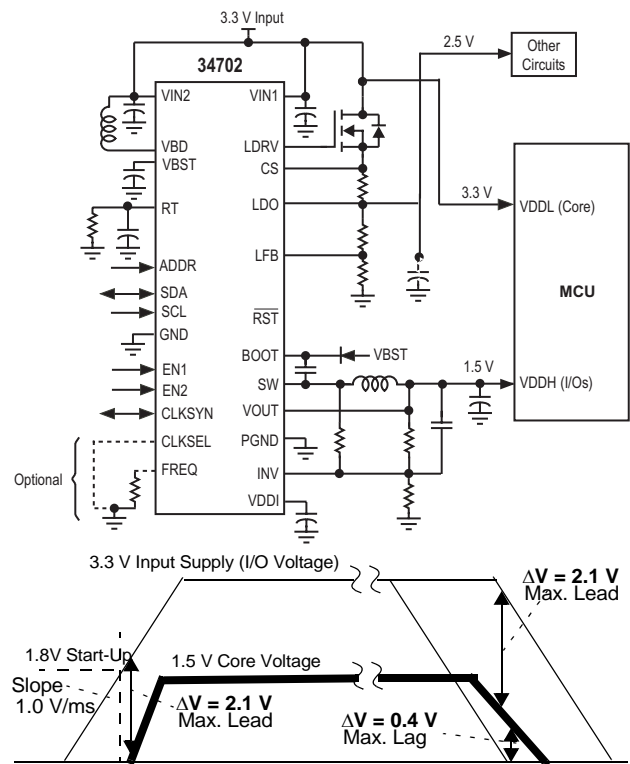 3.3 V Input
34702
2.5 V
Other
Circuits
VIN2
VIN1
VBD
LDRV
VBST
CS
RT
LDO
3.3 V
VDDL (Core)
ADDR
LFB
SDA
SCL
MCU
RST
GND
BOOT
VBST
1.5 V
EN1
SW
VDDH (I/Os)
EN2
VOUT
CLKSYN
CLKSEL
PGND
Optional
FREQ
INV
VDDI
3.3 V Input Supply (I/O Voltage)
ΔV = 2.1 V
Max. Lead
1.8V Start-Up
1.5 V Core Voltage
Slope
1.0 V/ms
ΔV = 2.1 V
Max. Lead
ΔV = 0.4 V
Max. Lag